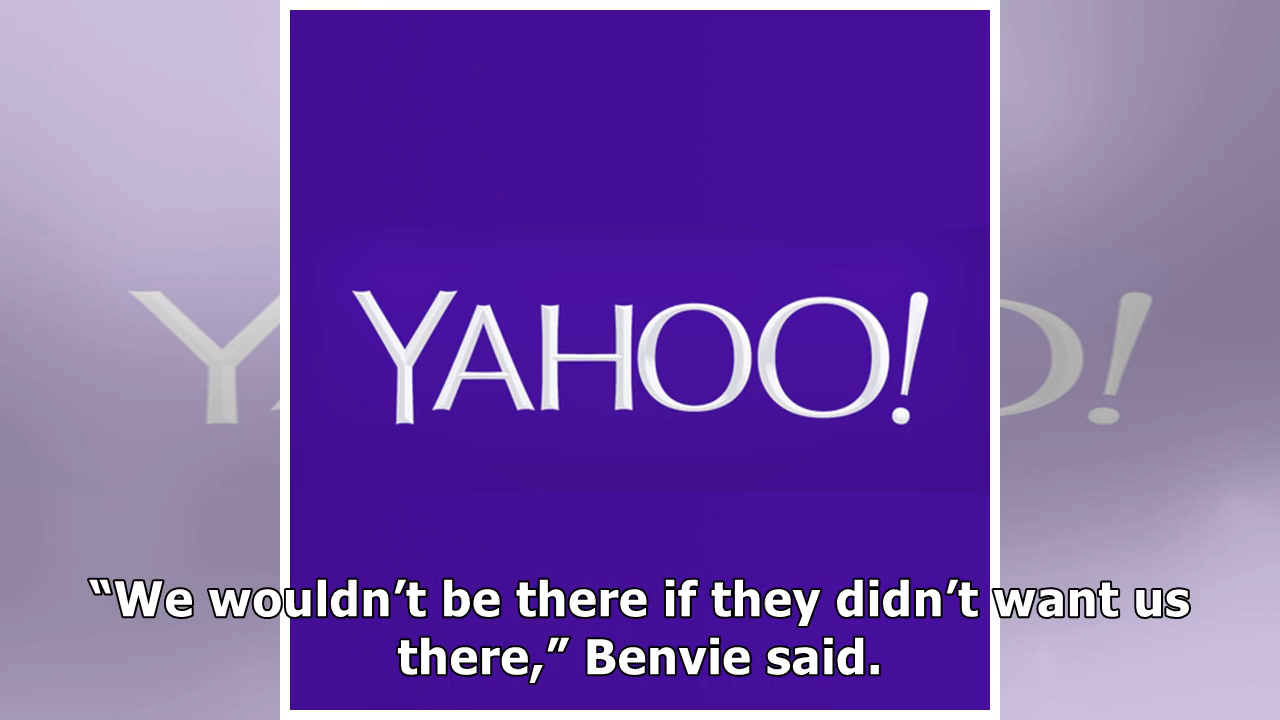 YAHOO!
“We wouldn’t be there if they didn’t want us
there,” Benvie said.